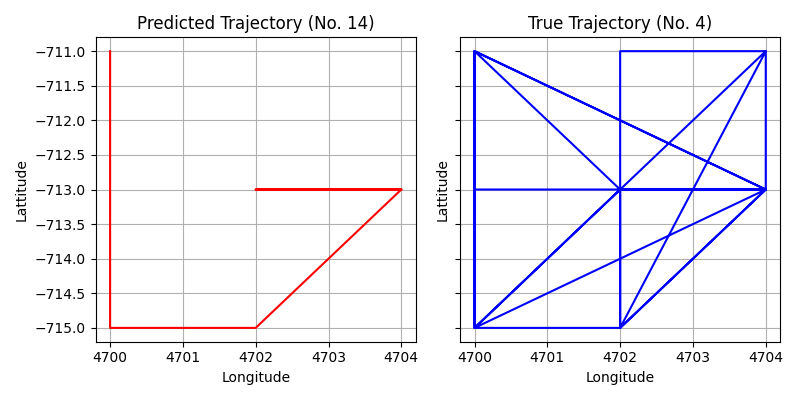 Predicted Trajectory (No. 14)
True Trajectory (No. 4)
Lattitude
−711.0
−711.5
−712.0
−712.5
−713.0
−713.5
−714.0
−714.5
−715.0
4700 4701 4702 4703 4704
Longitude
Lattitude
4700 4701 4702 4703 4704
Longitude